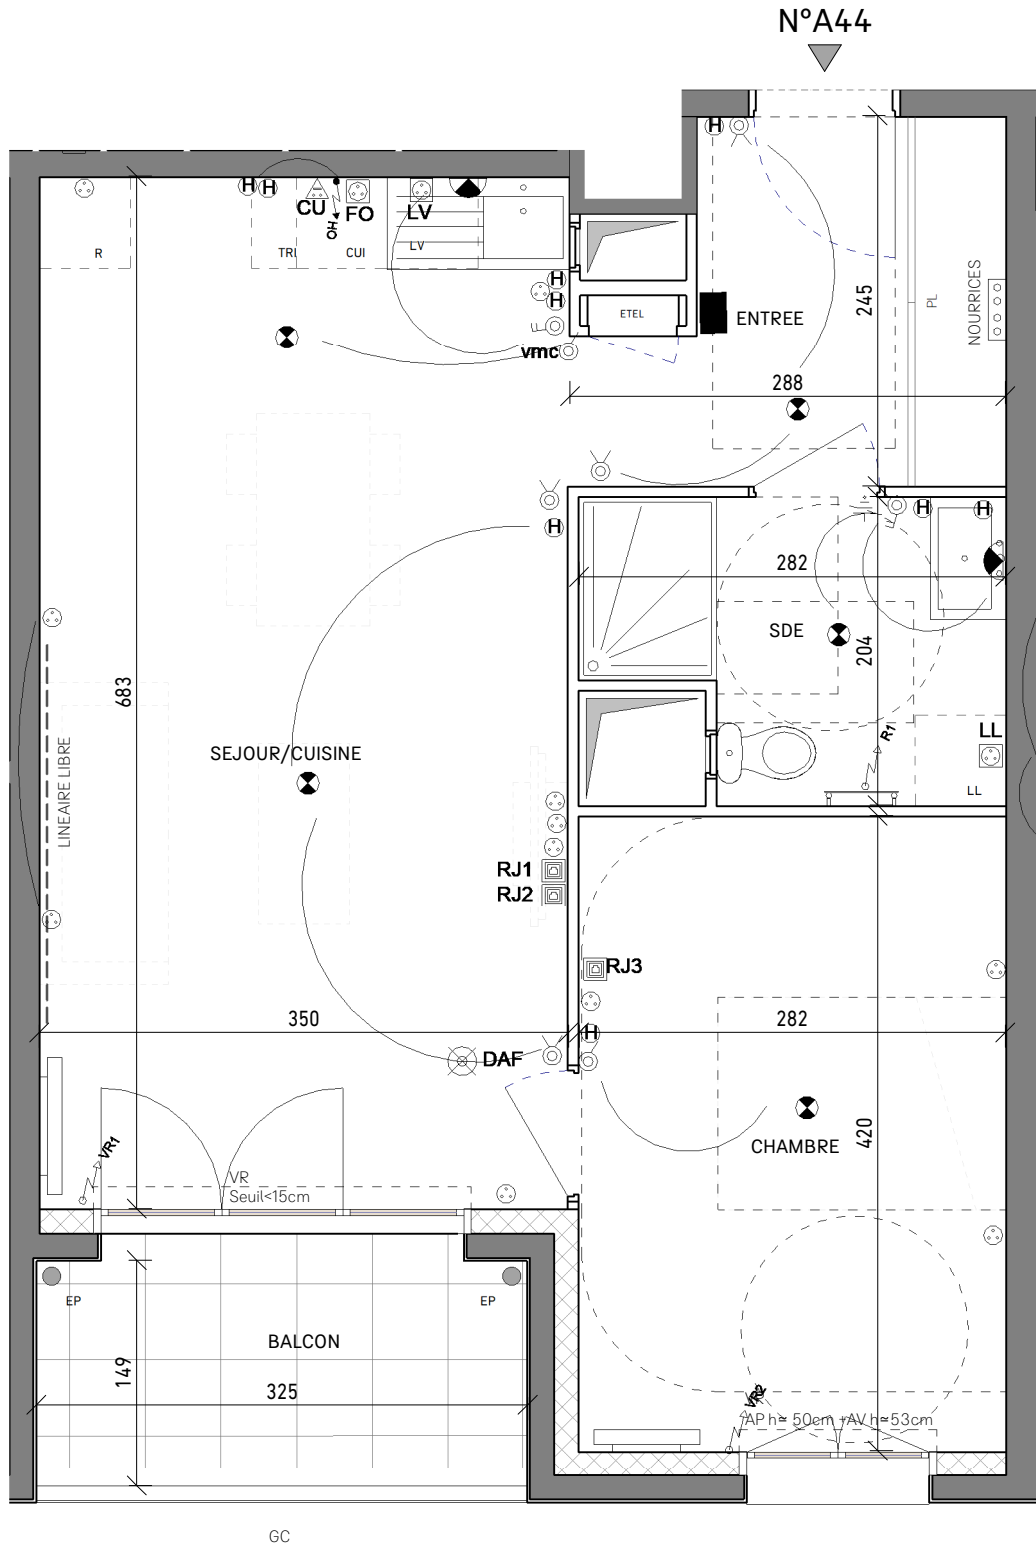 N°A44
H
H
H
CU
FO
LV
OH
R
TRI
CUI
LV
H
H
ETEL
ENTREE
245
PL
NOURRICES
vmc
288
H
H
H
282
SDE
204
683
SEJOUR/CUISINE
LINEAIRE LIBRE
R1
LL
LL
RJ1
RJ2
RJ3
350
282
H
DAF
CHAMBRE
420
VR1
VR
Seuil<15cm
EP
EP
BALCON
149
325
VR2
AP h≃ 50cm +AV h≃53cm
GC